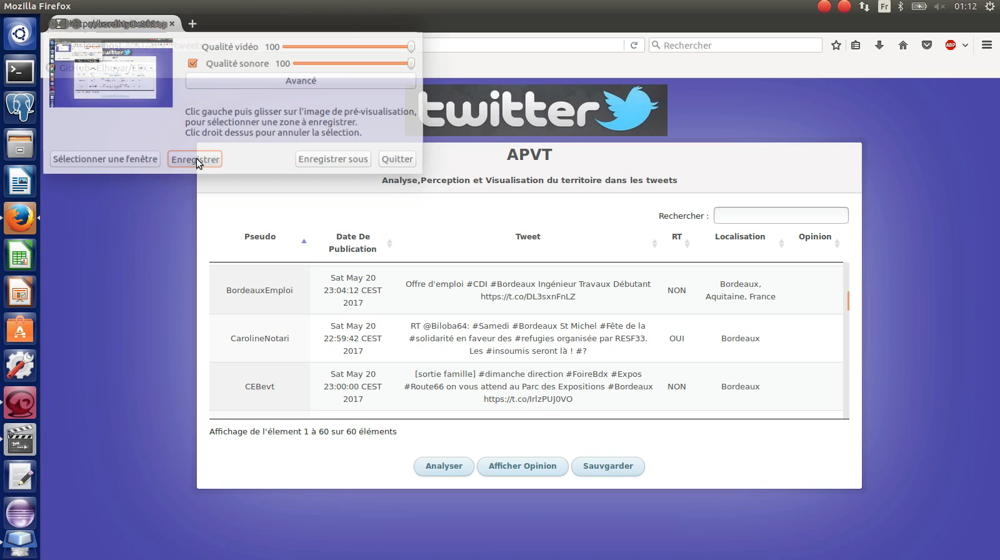 Mozilla Firefox
Fr
01:12
Qualité vidéo 100
Qualité sonore 100
Avancé
Clic gauche puis glisser sur l'image de pré-visualisation,
pour sélectionner une zone à enregistrer.
Clic droit dessus pour annuler la sélection.
Sélectionner une fenêtre
Enregistrer
Enregistrer sous
Quitter
Rechercher
ABP
GitHub - Elhuyar/Elix...
twitter
APVT
Analyse,Perception et Visualisation du territoire dans les tweets
Rechercher :
Pseudo
Date De Publication
Tweet
RT
Localisation
Opinion
BordeauxEmploi
Sat May 20
23:04:12 CEST
2017
Offre d'emploi #CDI #Bordeaux Ingénieur Travaux Débutant
https://t.co/DL3sxnFnLZ
NON
Bordeaux,
Aquitaine, France
CarolineNotari
Sat May 20
22:59:42 CEST
2017
RT @Biloba64: #Samedi #Bordeaux St Michel #Fête de la
#solidarité en faveur des #refugies organisée par RESF33.
Les #insoumis seront là ! #?
OUI
Bordeaux
CEBevt
Sat May 20
23:00:00 CEST
2017
[sortie famille] #dimanche direction #FoireBdx #Expos
#Route66 on vous attend au Parc des Expositions #Bordeaux
https://t.co/IrlzPUJ0VO
NON
Bordeaux
Affichage de l'élement 1 à 60 sur 60 éléments
Analyser
Afficher Opinion
Sauvgarder